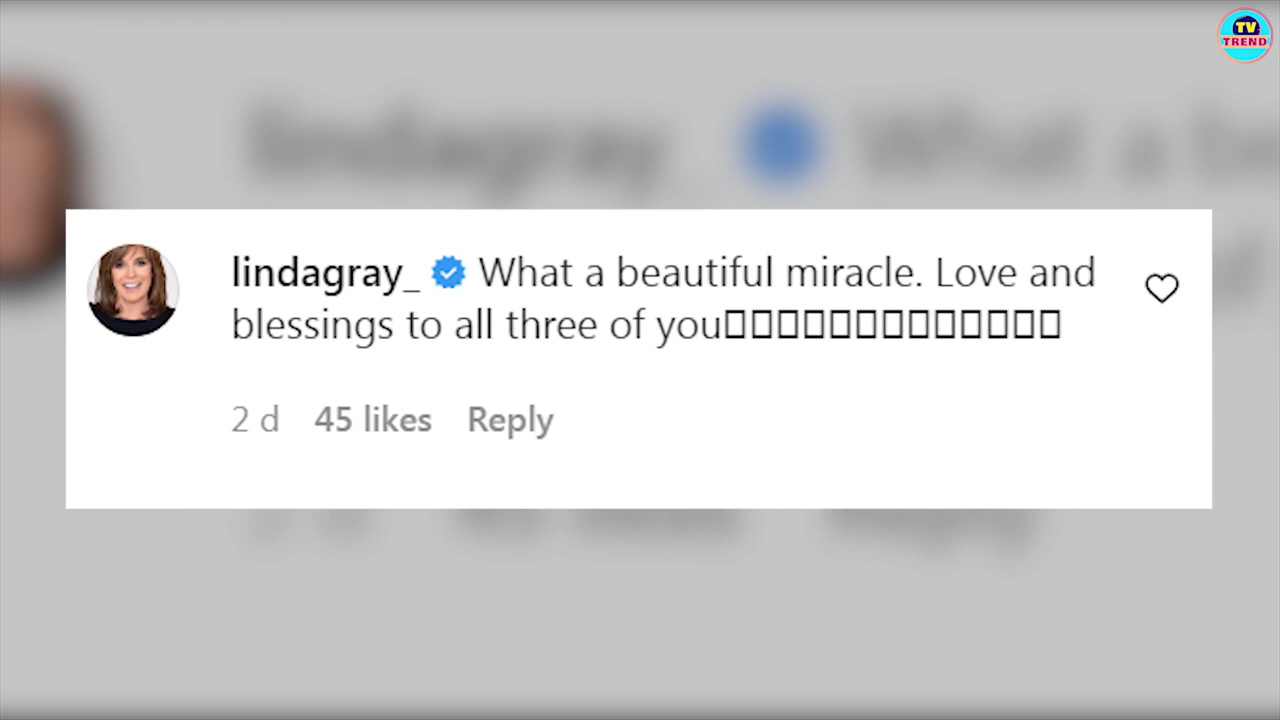 TV
TREND
lindagray_ What a beautiful miracle. Love and
blessings to all three of you□□□□□□□□□□□□□
2 d 45 likes Reply